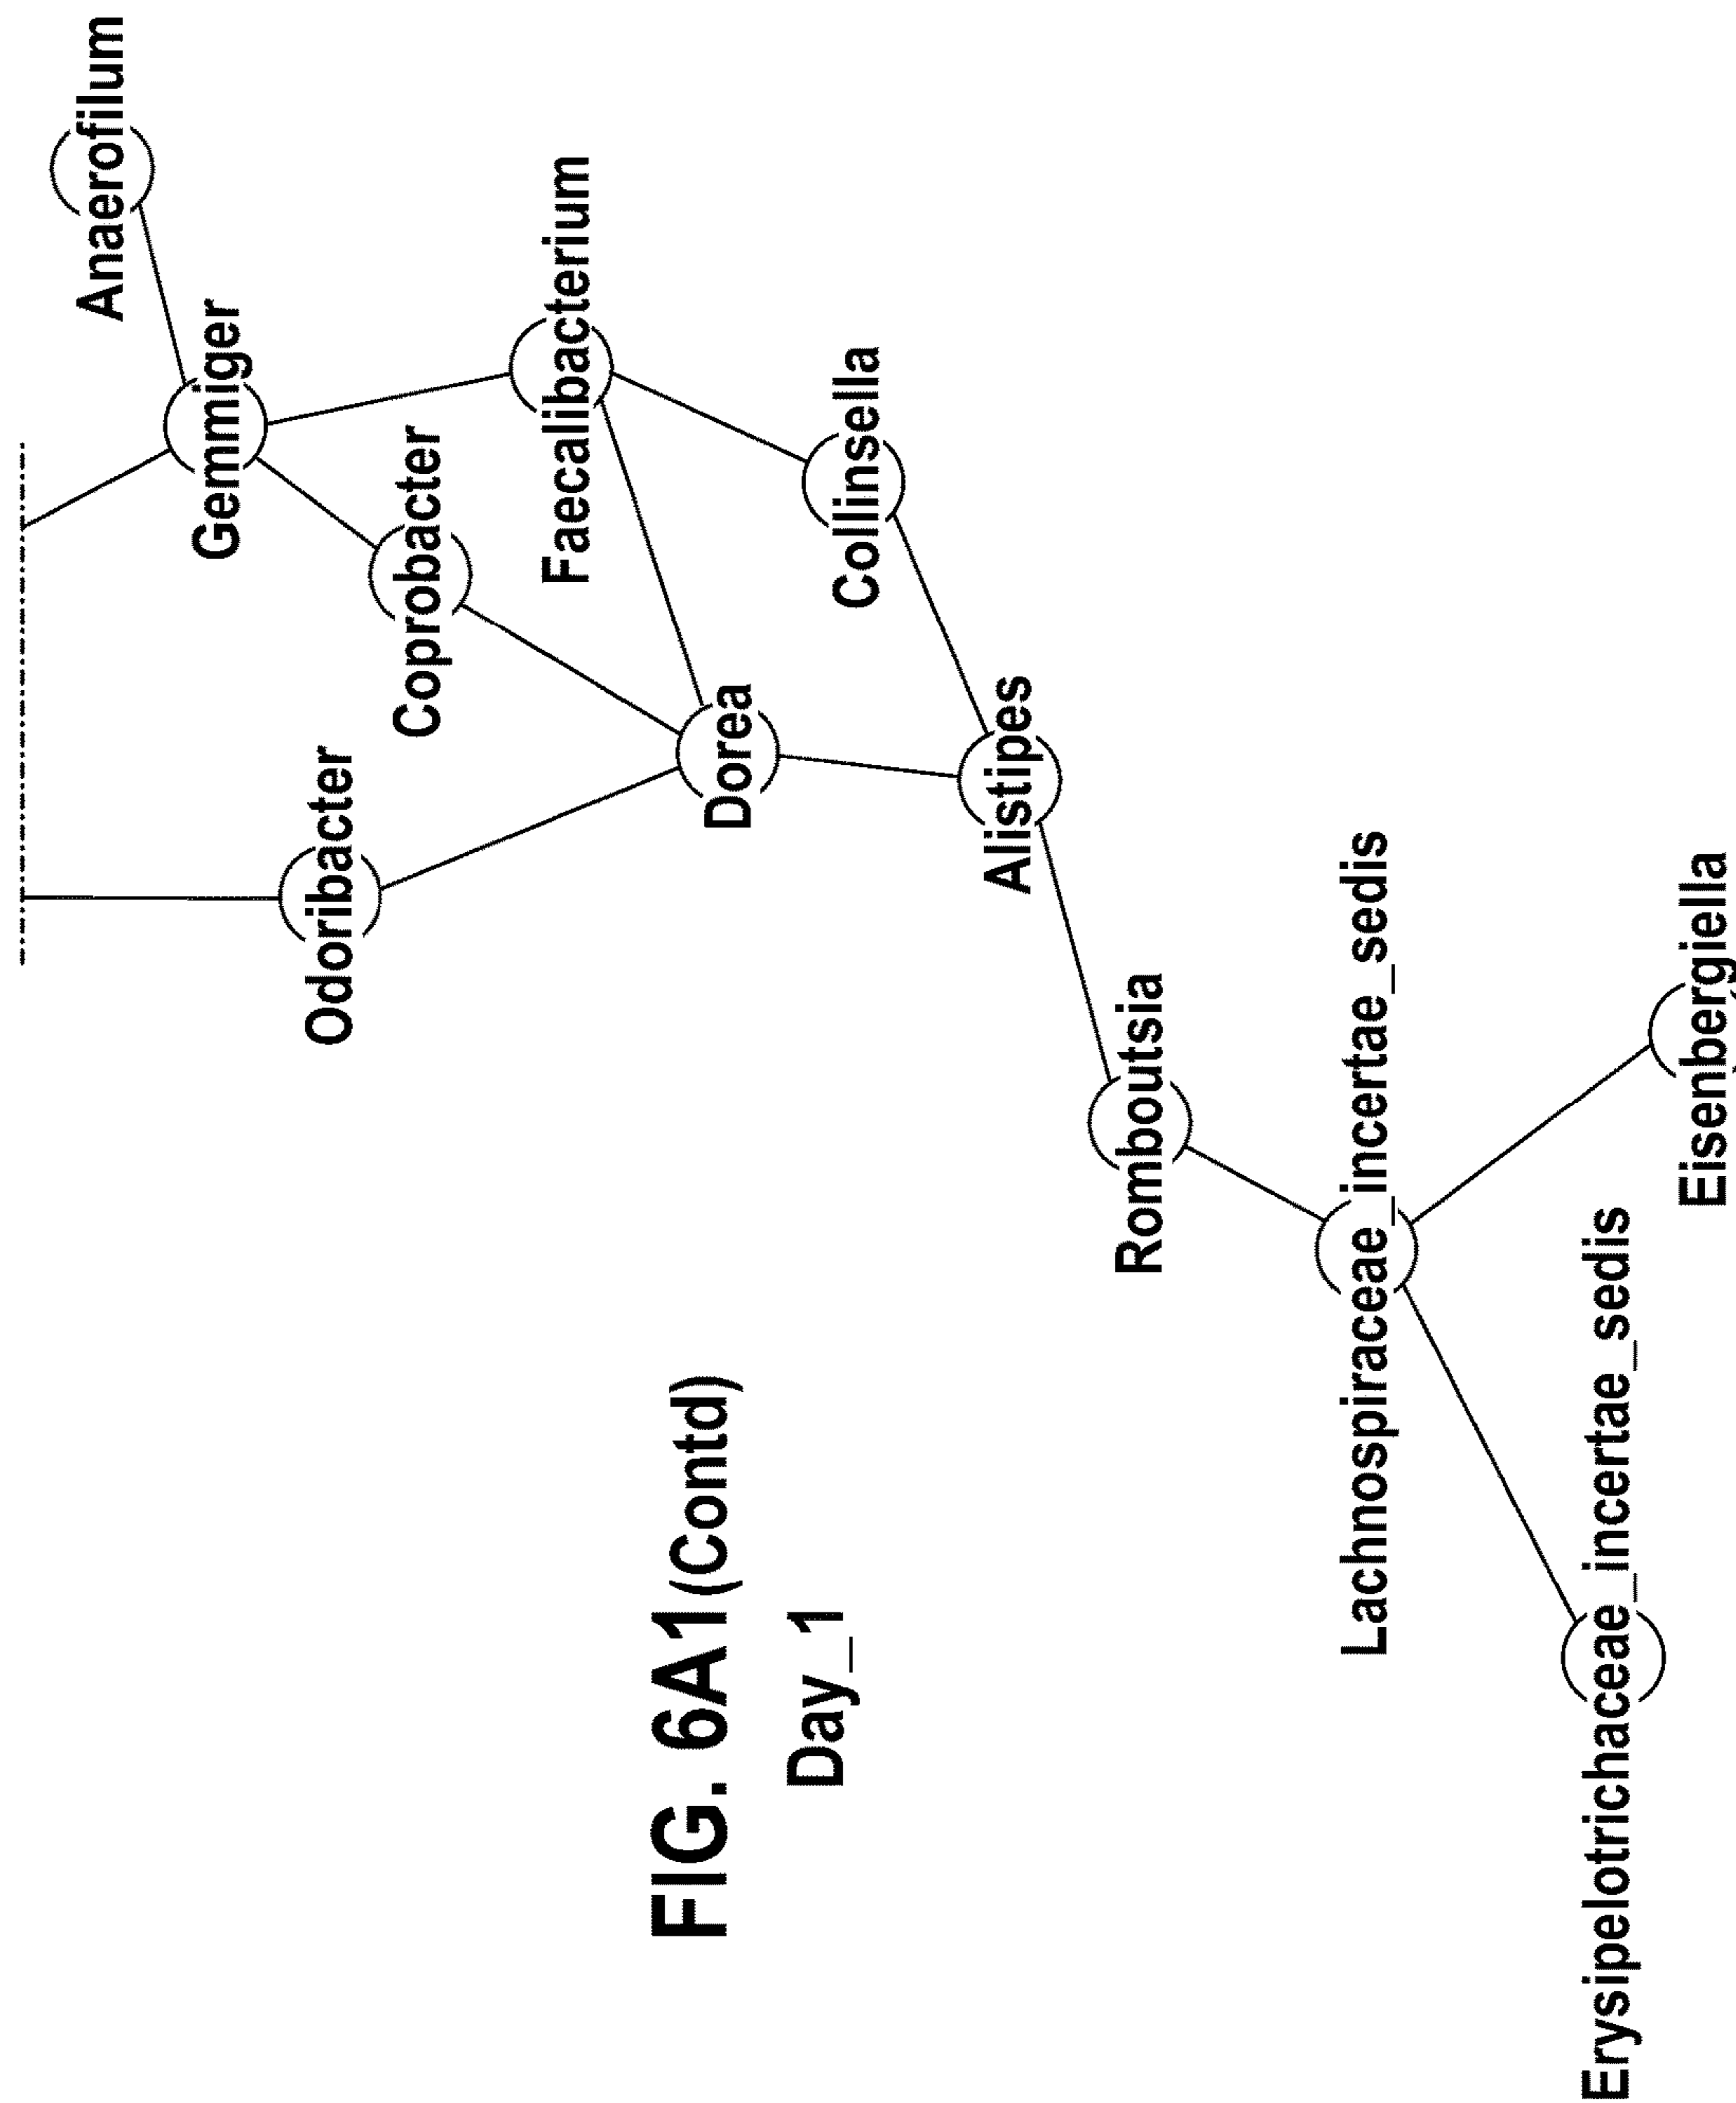 Anaerofilum
Gemmiger
Coprobacter
Faecalibacterium
Odoribacter
Collinsella
Dorea
Alistipes
Romboutsia
Lachnospiraceae_incertae_sedis
Eisenbergiella
Erysipelotrichaceae_incertae_sedis
FIG. 6A1(Contd)
Day_1